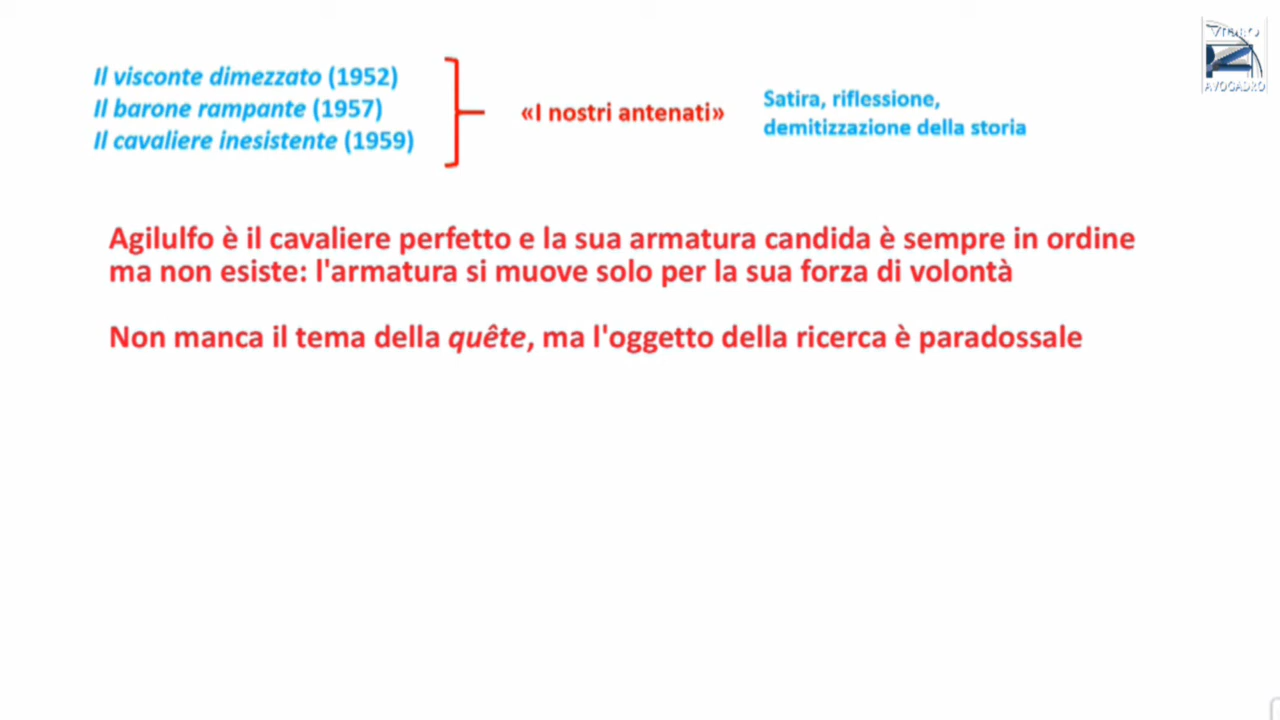 Il visconte dimezzato (1952)
Il barone rampante (1957)
Il cavaliere inesistente (1959)
«I nostri antenati»
Satira, riflessione,
demitizzazione della storia
Agilulfo è il cavaliere perfetto e la sua armatura candida è sempre in ordine
ma non esiste: l'armatura si muove solo per la sua forza di volontà
Non manca il tema della quête, ma l'oggetto della ricerca è paradossale
AVOGADRO